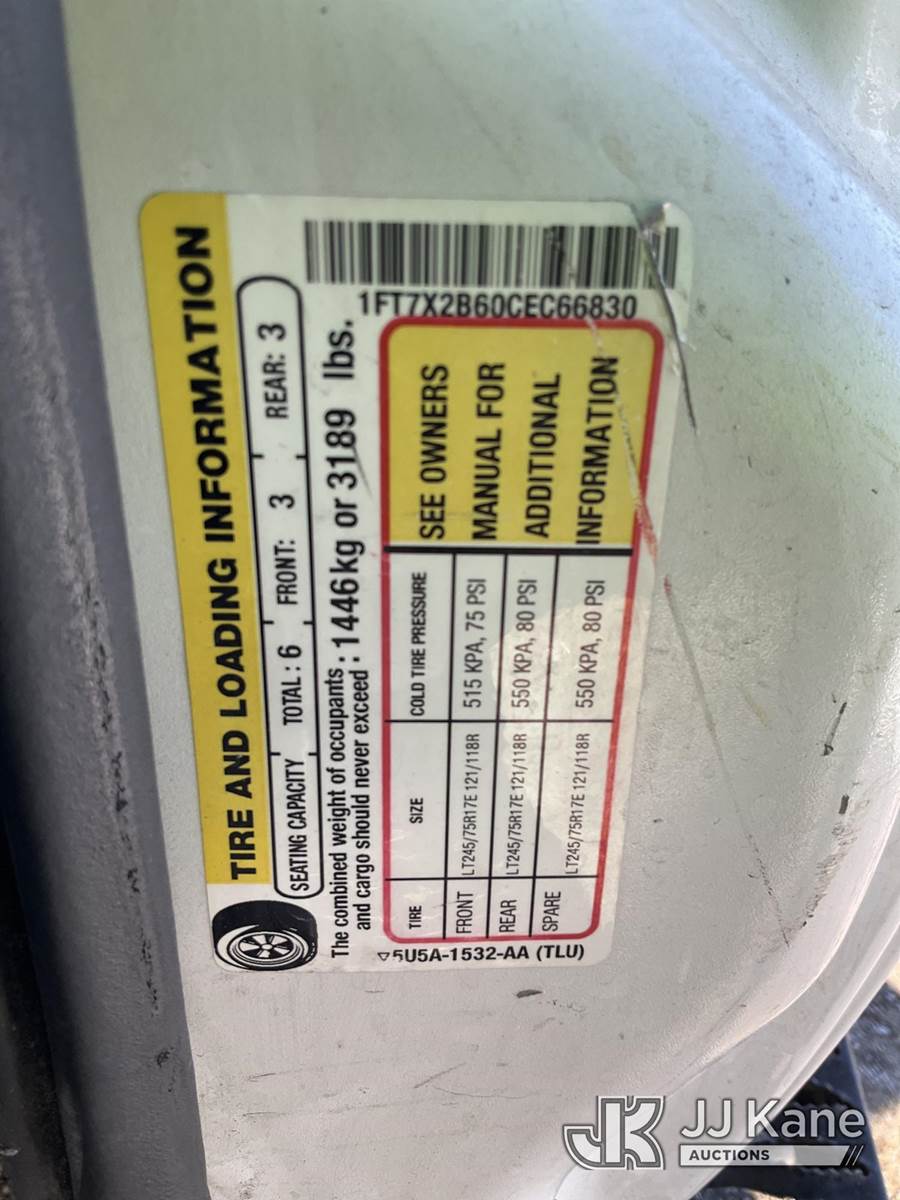 TIRE AND LOADING INFORMATION
SEATING CAPACITY TOTAL : 6 FRONT: 3 REAR: 3
The combined weight of occupants
and cargo should never exceed : 1446kg or 3189 lbs.
TIRE SIZE COLD TIRE PRESSURE
FRONT LT245/75R17E 121/118R 515 KPA, 75 PSI
REAR LT245/75R17E 121/118R 550 KPA, 80 PSI
SPARE LT245/75R17E 121/118R 550 KPA, 80 PSI
SEE OWNERS
MANUAL FOR
ADDITIONAL
INFORMATION
1FT7X2B60CEC66830
5U5A-1532-AA (TLU)
JK JJ Kane
AUCTIONS